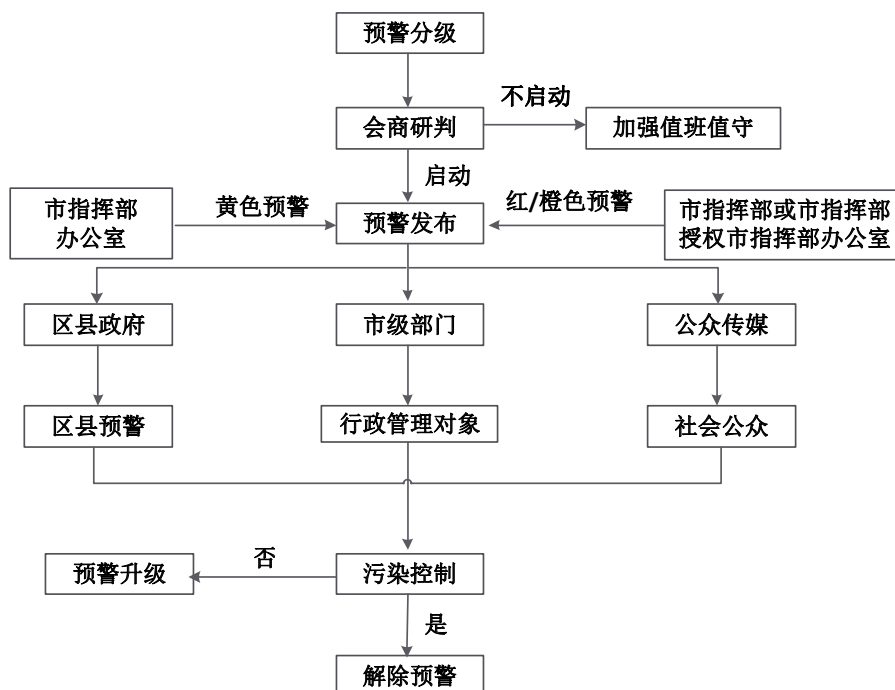 预警分级
不启动
会商研判
加强值班值守
启动
市指挥部
办公室
黄色预警
预警发布
红/橙色预警
市指挥部或市指挥部
授权市指挥部办公室
区县政府
市级部门
公众传媒
区县预警
行政管理对象
社会公众
预警升级
否
污染控制
是
解除预警